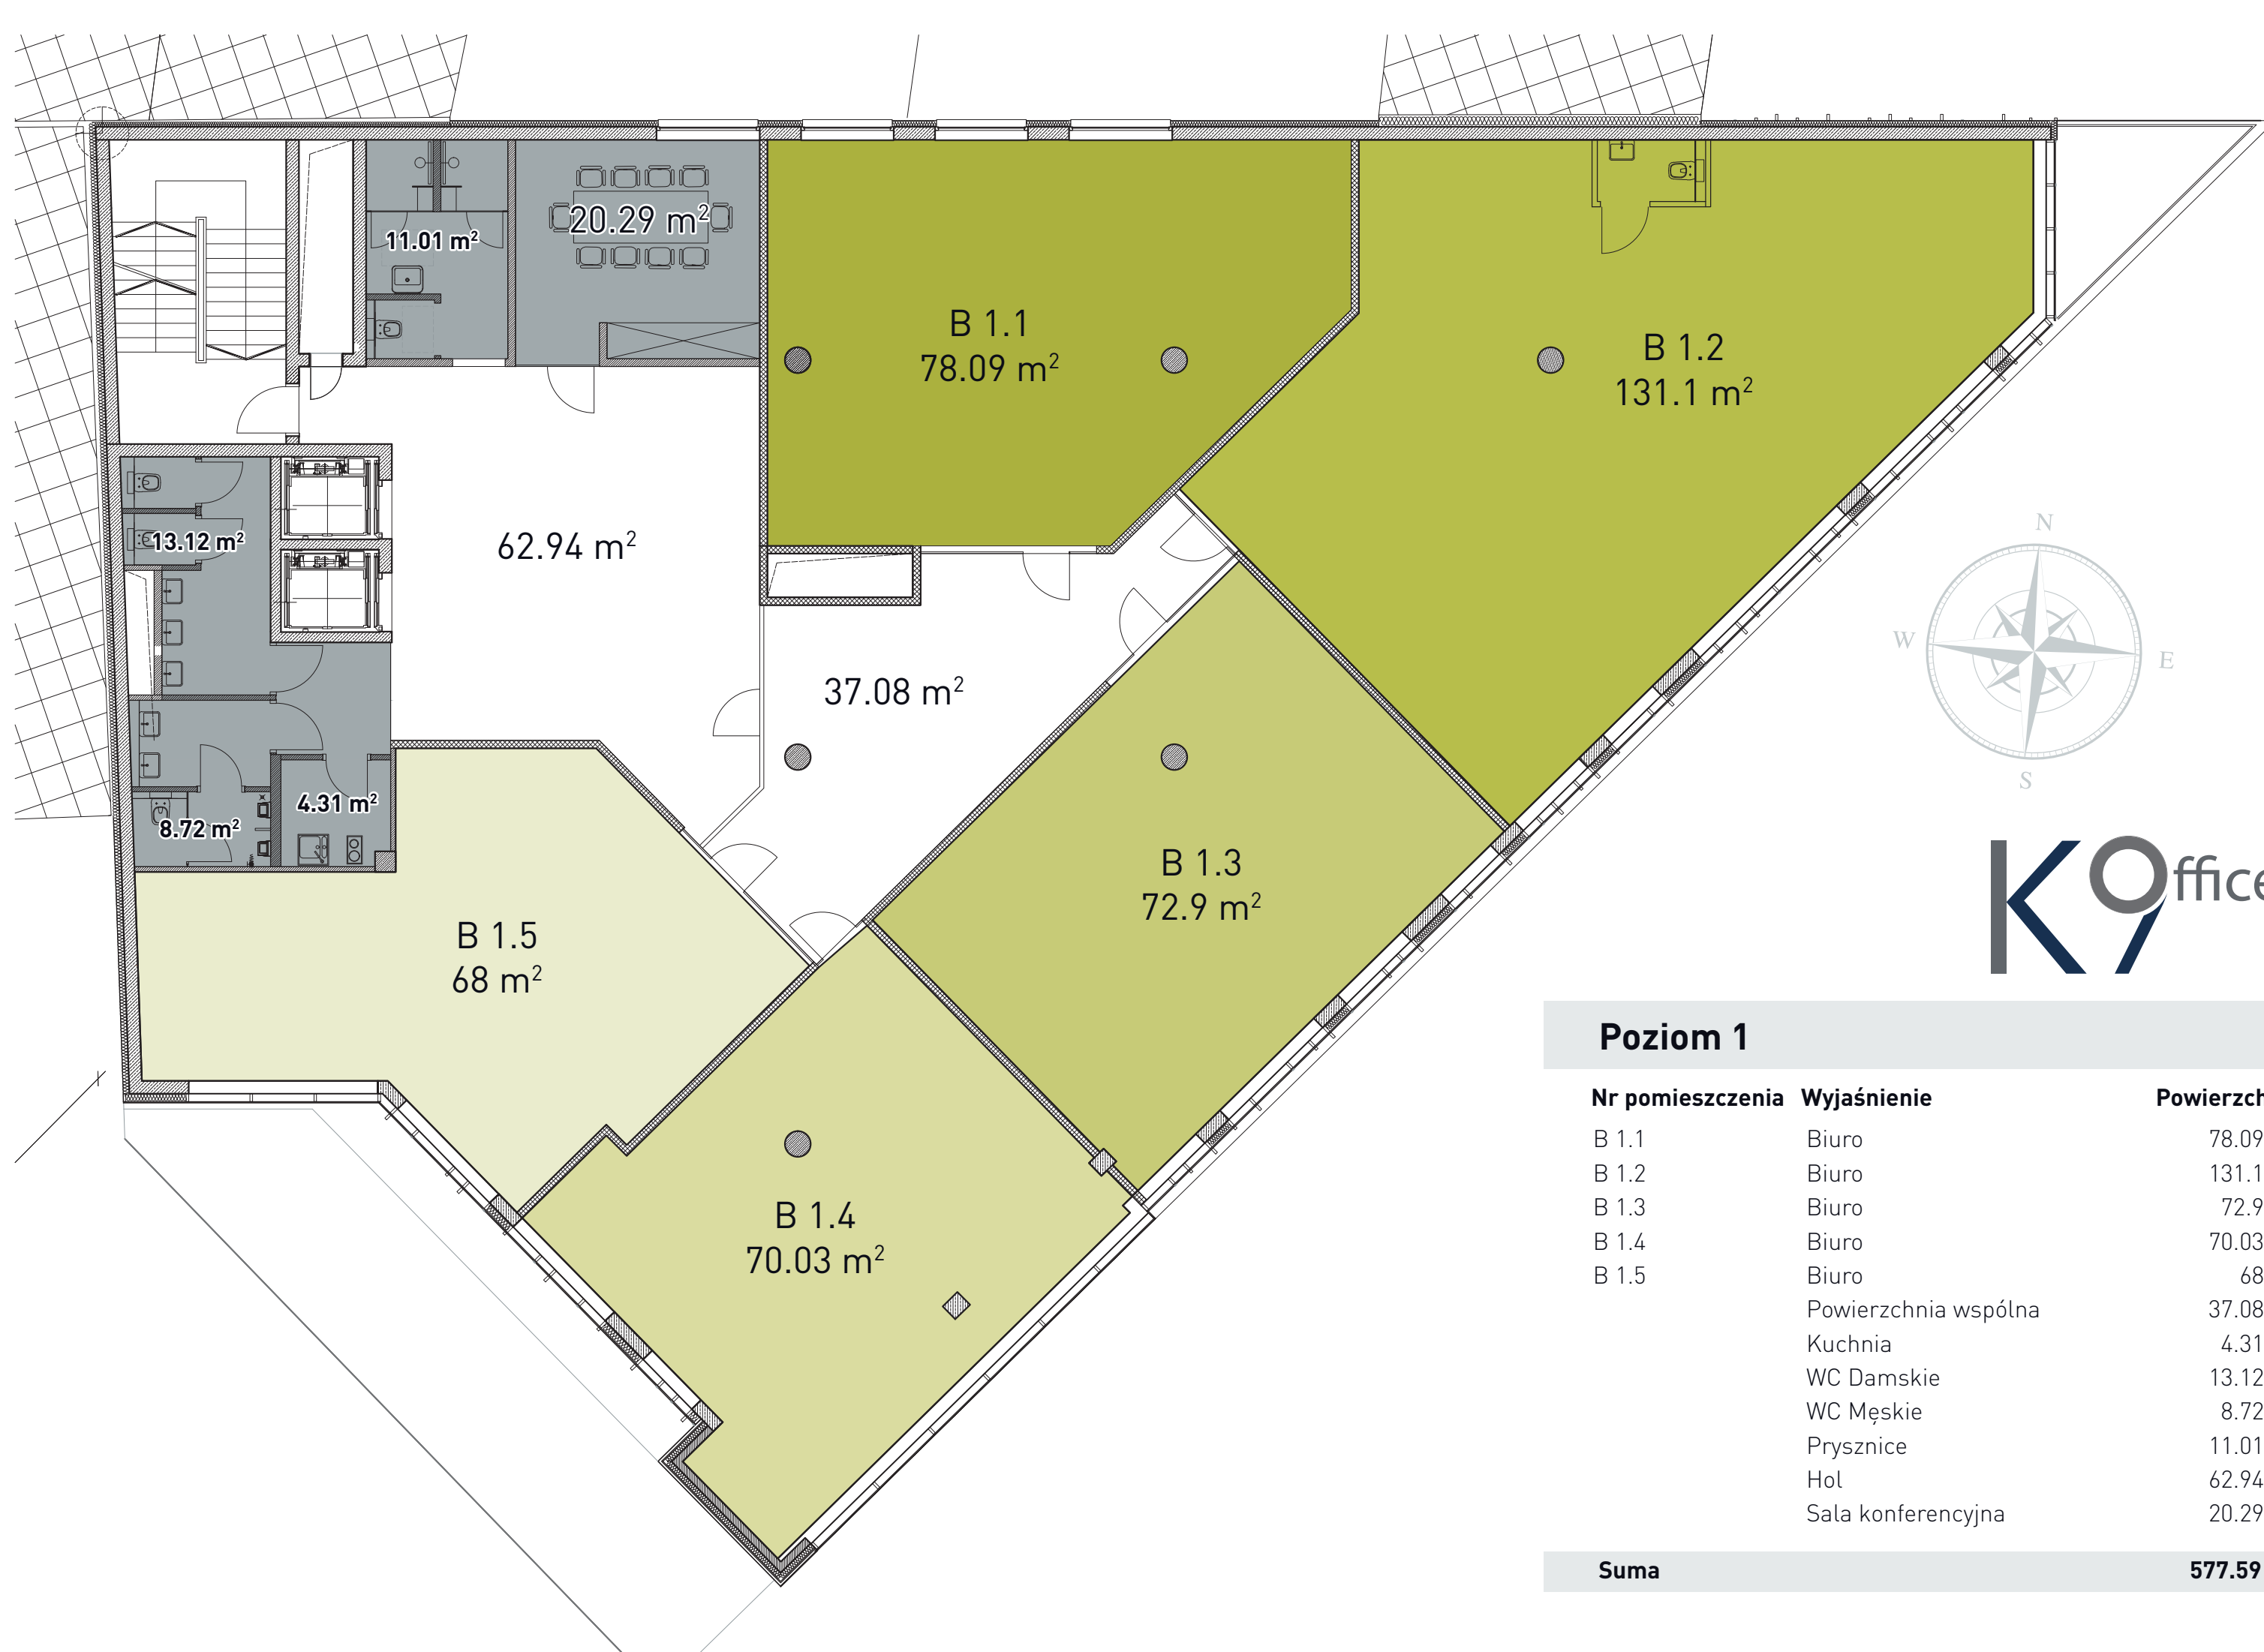 20.29 m²
11.01 m²
B 1.1
78.09 m²
B 1.2
131.1 m²
13.12 m²
62.94 m²
37.08 m²
4.31 m²
8.72 m²
B 1.3
72.9 m²
B 1.5
68 m²
B 1.4
70.03 m²
N
W
E
S
K9 office
Poziom 1
Nr pomieszczenia Wyjaśnienie Powierzch
B 1.1 Biuro 78.09
B 1.2 Biuro 131.1
B 1.3 Biuro 72.9
B 1.4 Biuro 70.03
B 1.5 Biuro 68
Powierzchnia wspólna 37.08
Kuchnia 4.31
WC Damskie 13.12
WC Męskie 8.72
Prysznice 11.01
Hol 62.94
Sala konferencyjna 20.29
Suma 577.59